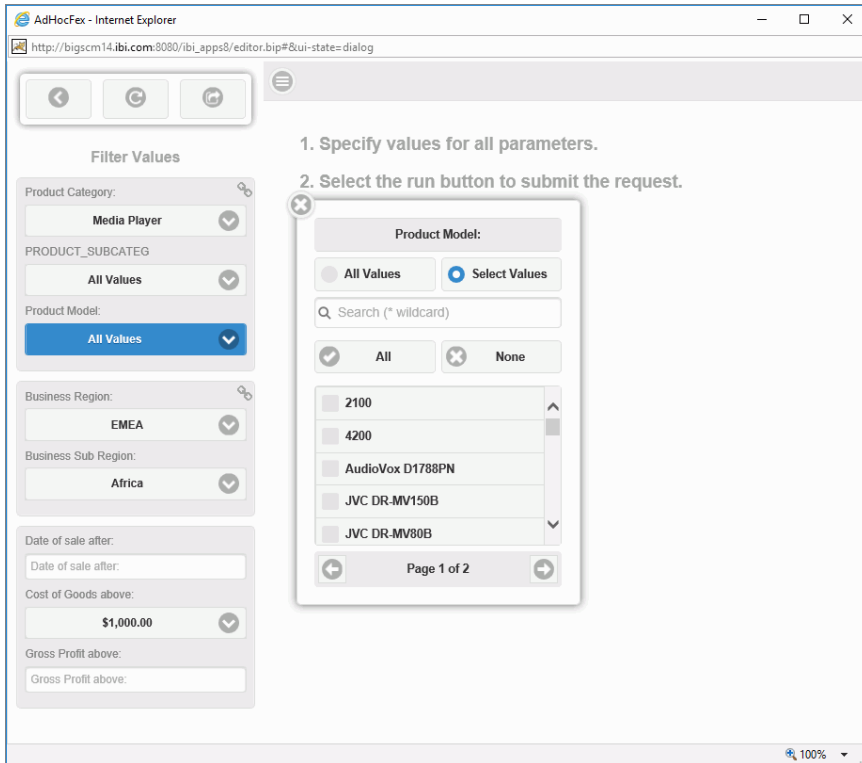 AdHocFex - Internet Explorer
http://bigscm14.ibi.com:8080/ibi_apps8/editor.bip#&ui-state=dialog
Filter Values
Product Category:
Media Player
PRODUCT_SUBCATEG
All Values
Product Model:
All Values
Business Region:
EMEA
Business Sub Region:
Africa
Date of sale after:
Date of sale after:
Cost of Goods above:
$1,000.00
Gross Profit above:
Gross Profit above:
1. Specify values for all parameters.
2. Select the run button to submit the request.
Product Model:
All Values Select Values
Search (* wildcard)
All None
2100
4200
AudioVox D1788PN
JVC DR-MV150B
JVC DR-MV80B
Page 1 of 2
100%